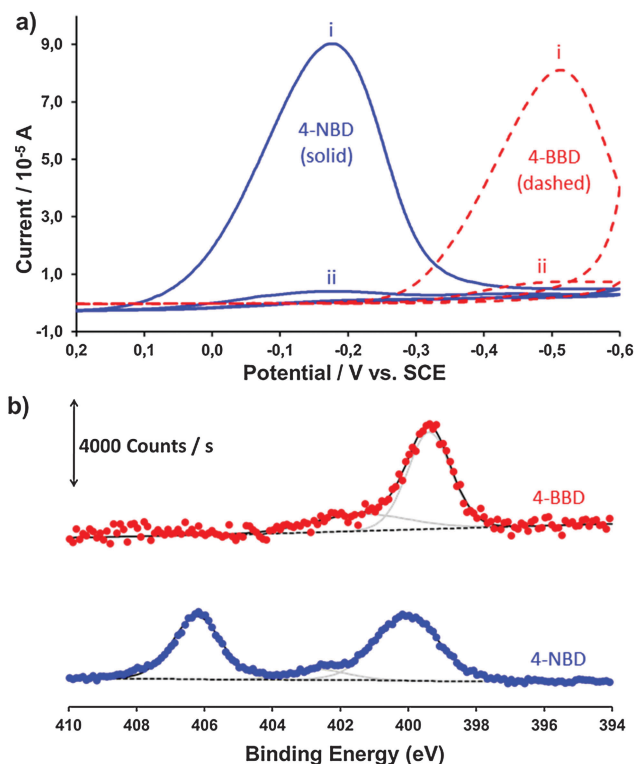 a)
9,0
7,0
5,0
3,0
1,0
-1,0
Current / 10⁻⁵ A
i
4-NBD
(solid)
ii
i
4-BBD
(dashed)
ii
0,2 0,1 0,0 -0,1 -0,2 -0,3 -0,4 -0,5 -0,6
Potential / V vs. SCE
b)
4000 Counts / s
4-BBD
4-NBD
410 408 406 404 402 400 398 396 394
Binding Energy (eV)